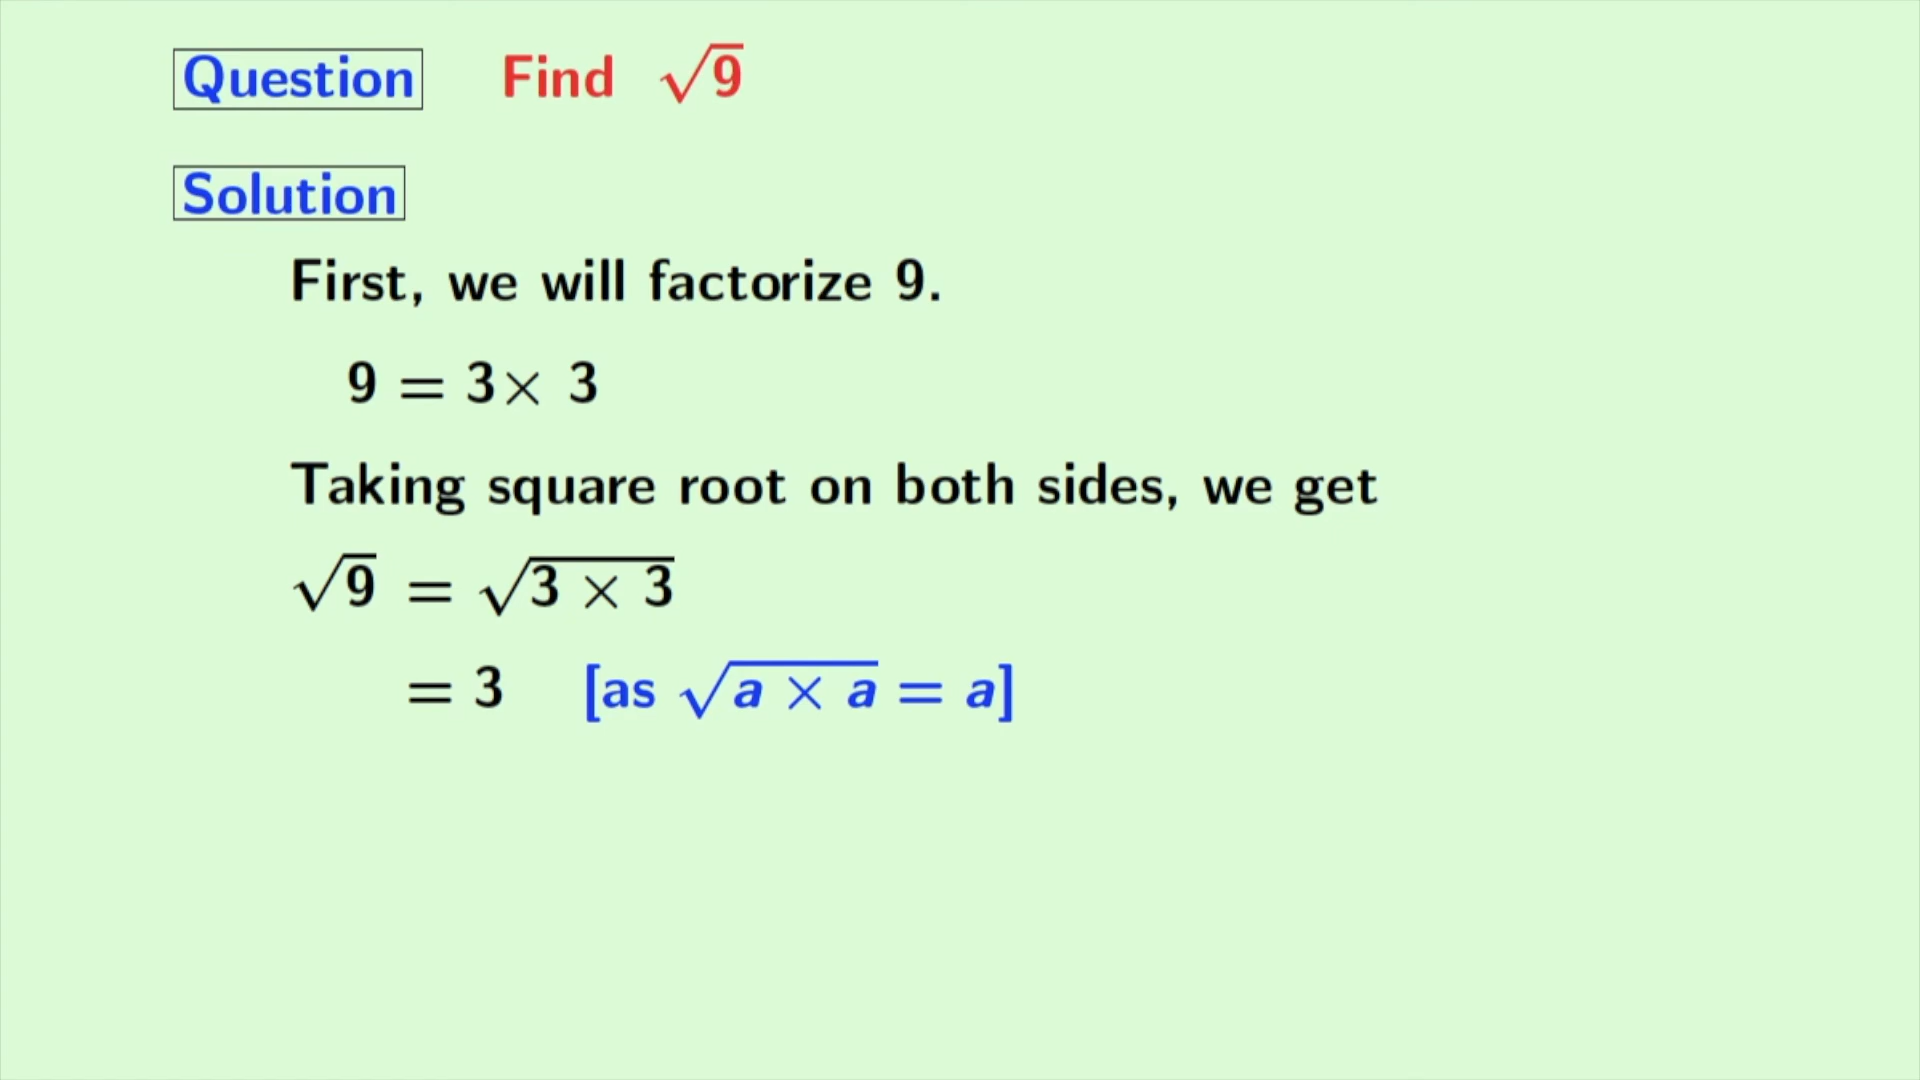 Question Find √9
Solution
First, we will factorize 9.
9 = 3× 3
Taking square root on both sides, we get
√9 = √3 × 3
= 3 [as √a × a = a]